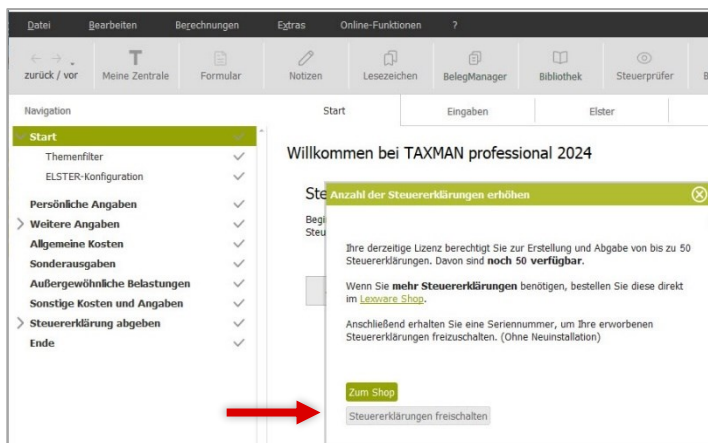 Datei Bearbeiten Berechnungen Extras Online-Funktionen ?
zurück / vor Meine Zentrale Formular Notizen Lesezeichen BelegManager Bibliothek Steuerprüfer
Navigation
Start Eingaben Elster
Start
Themenfilter
ELSTER-Konfiguration
Persönliche Angaben
Weitere Angaben
Allgemeine Kosten
Sonderausgaben
Außergewöhnliche Belastungen
Sonstige Kosten und Angaben
Steuererklärung abgeben
Ende
Willkommen bei TAXMAN professional 2024
Ste
Begi
Steu
Anzahl der Steuererklärungen erhöhen
Ihre derzeitige Lizenz berechtigt Sie zur Erstellung und Abgabe von bis zu 50
Steuererklärungen. Davon sind noch 50 verfügbar.
Wenn Sie mehr Steuererklärungen benötigen, bestellen Sie diese direkt
im Lexware Shop.
Anschließend erhalten Sie eine Seriennummer, um Ihre erworbenen
Steuererklärungen freizuschalten. (Ohne Neuinstallation)
Zum Shop
Steuererklärungen freischalten